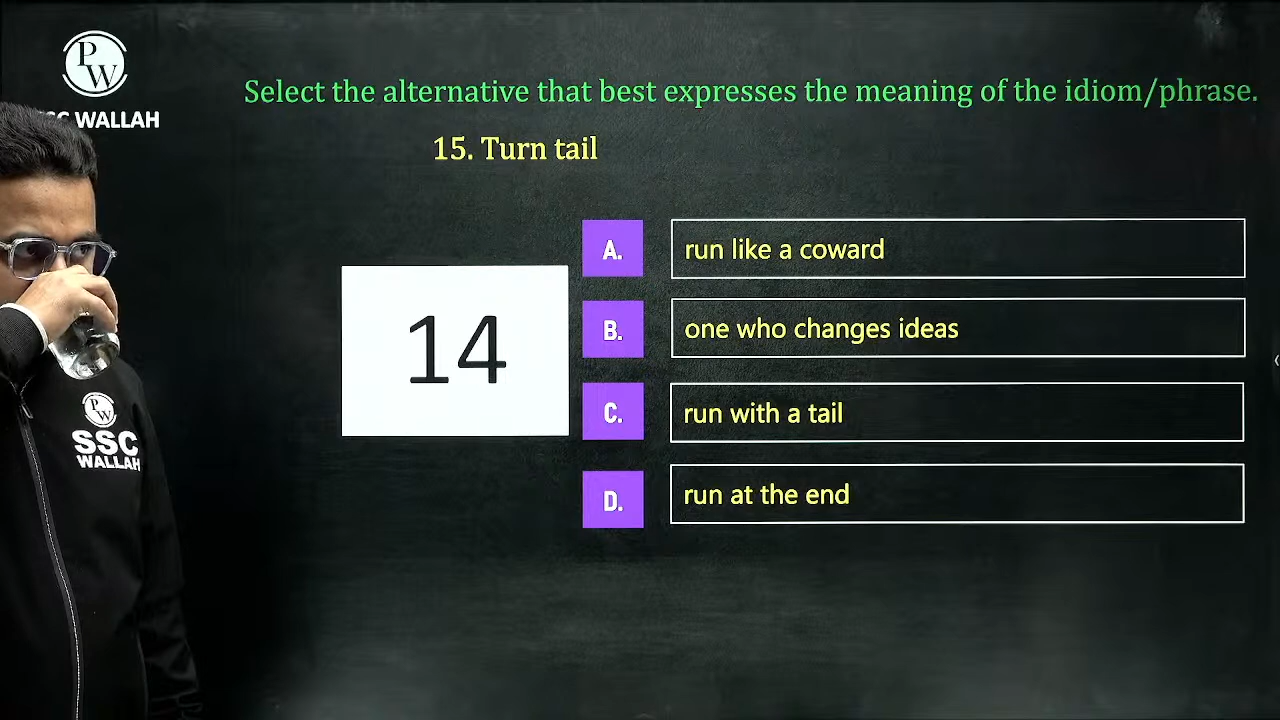 PW
SSC WALLAH
Select the alternative that best expresses the meaning of the idiom/phrase.
15. Turn tail
14
A. run like a coward
B. one who changes ideas
C. run with a tail
D. run at the end
PW
SSC
WALLAH